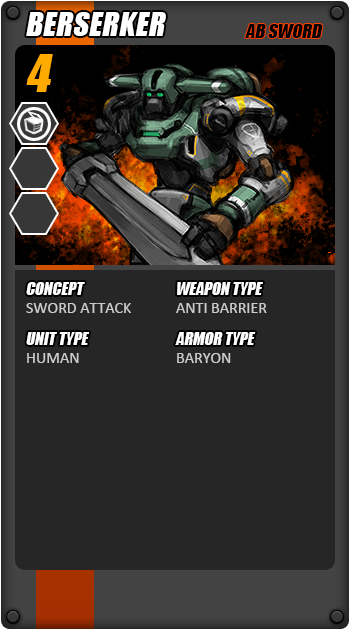 BERSERKER
AB SWORD
4
CONCEPT
SWORD ATTACK
WEAPON TYPE
ANTI BARRIER
UNIT TYPE
HUMAN
ARMOR TYPE
BARYON